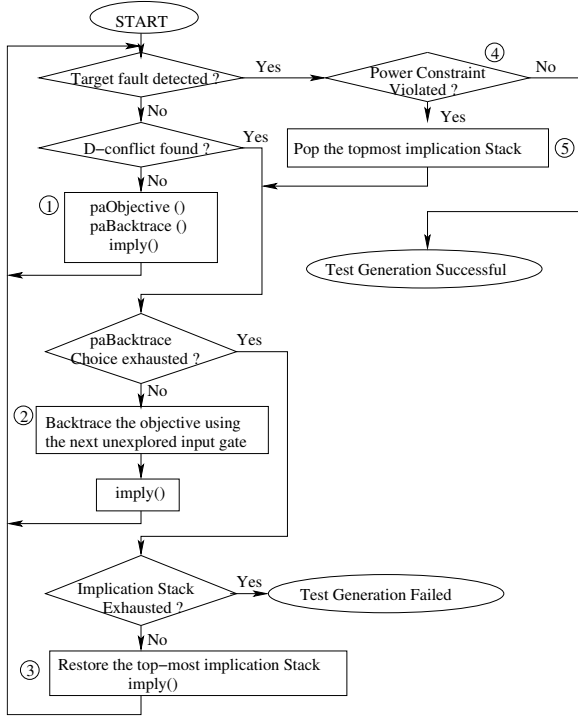 START
Target fault detected ?
Yes
No
4
Power Constraint
Violated ?
No
Yes
D-conflict found ?
Yes
No
Pop the topmost implication Stack
5
1
paObjective ()
paBacktrace ()
imply()
Test Generation Successful
paBacktrace
Choice exhausted ?
Yes
No
2
Backtrace the objective using
the next unexplored input gate
imply()
Implication Stack
Exhausted ?
Yes
Test Generation Failed
No
3
Restore the top-most implication Stack
imply()